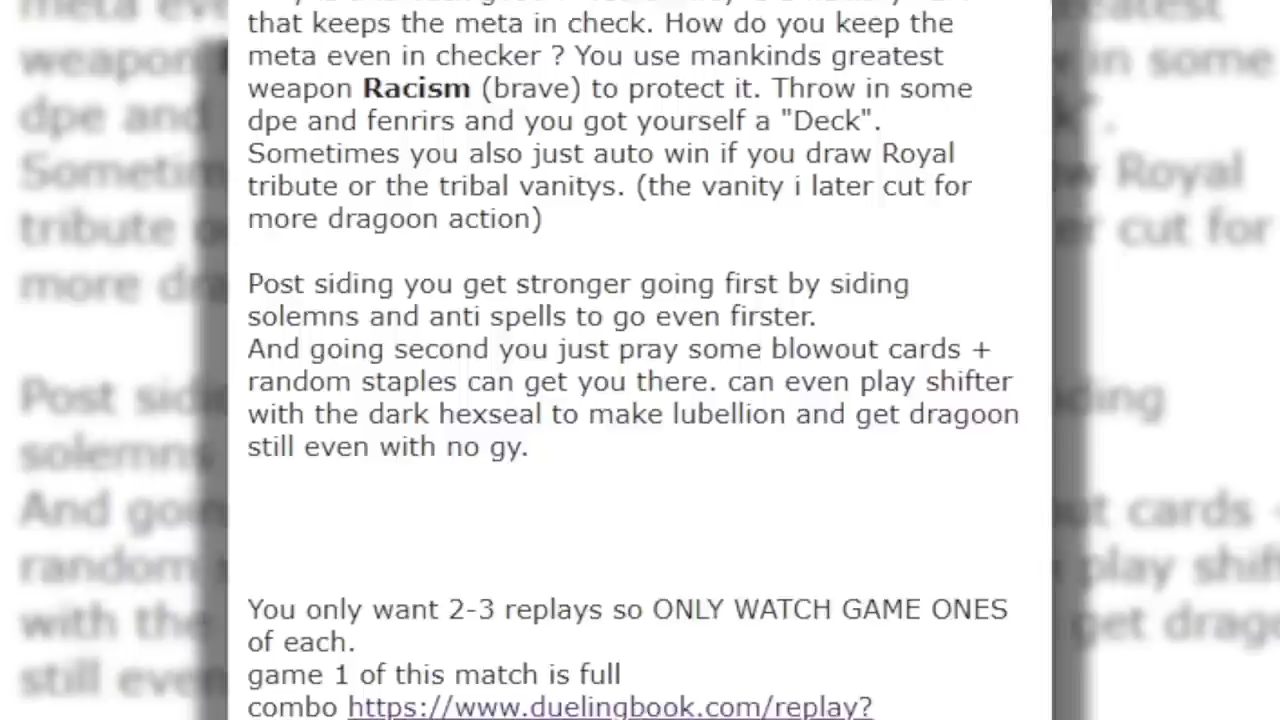 that keeps the meta in check. How do you keep the
meta even in checker ? You use mankinds greatest
weapon Racism (brave) to protect it. Throw in some
dpe and fenrirs and you got yourself a "Deck".
Sometimes you also just auto win if you draw Royal
tribute or the tribal vanitys. (the vanity i later cut for
more dragoon action)
Post siding you get stronger going first by siding
solemns and anti spells to go even firster.
And going second you just pray some blowout cards +
random staples can get you there. can even play shifter
with the dark hexseal to make lubellion and get dragoon
still even with no gy.
You only want 2-3 replays so ONLY WATCH GAME ONES
of each.
game 1 of this match is full
combo https://www.duelingbook.com/replay?